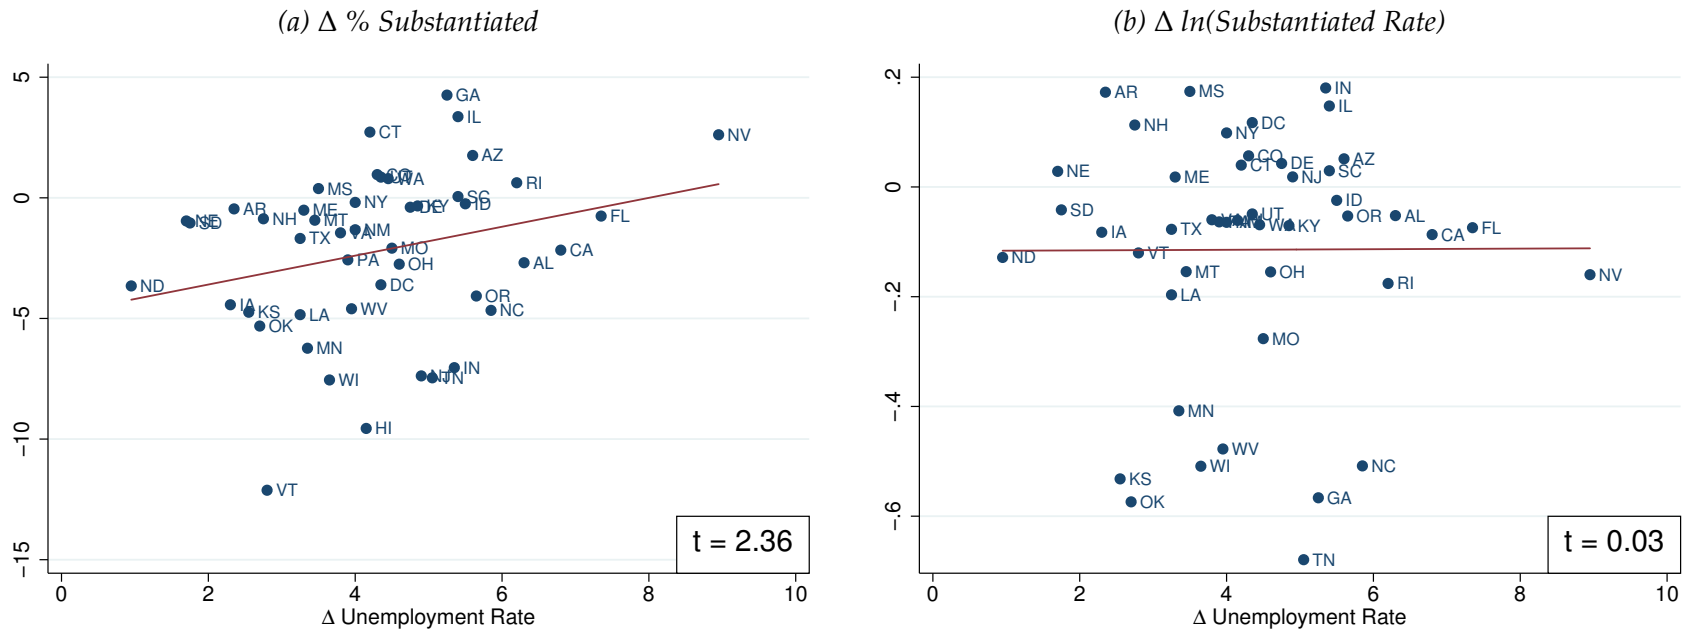 (a) Δ % Substantiated
5
0
−5
−10
−15
GA
IL
CT
NV
AZ
WA
RI
MS
SC
ID
NY
DE
KY
AR
ME
NH
MT
NE
SD
FL
TX
VA
NM
MO
CA
PA
OH
AL
ND
DC
OR
IA
KS
WV
NC
LA
OK
MN
IN
NJ
TN
WI
HI
VT
t = 2.36
0 2 4 6 8 10
Δ Unemployment Rate
(b) Δ ln(Substantiated Rate)
.2
0
−.2
−.4
−.6
IN
AR
MS
IL
NH
DC
NY
CO
CT
DE
AZ
NE
ME
NJ
SC
ID
SD
UT
OR
AL
IA
TX
WA
KY
CA
FL
VT
ND
MT
OH
NV
LA
RI
MO
MN
WV
WI
NC
KS
OK
GA
TN
t = 0.03
0 2 4 6 8 10
Δ Unemployment Rate